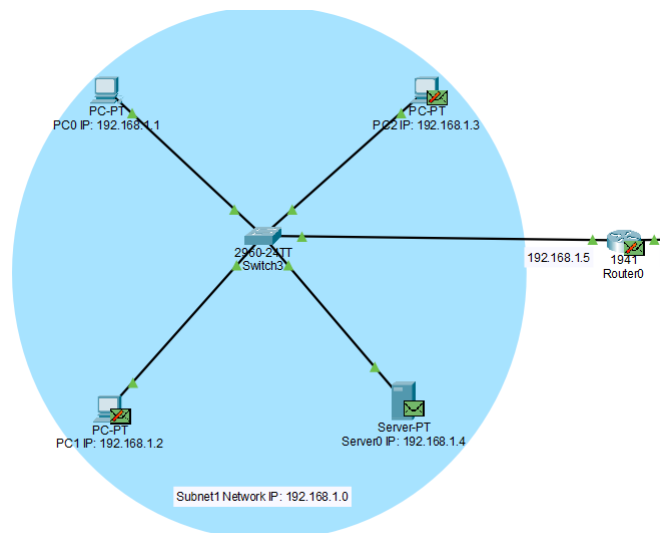 PC-PT
PC0 IP: 192.168.1.1
PC-PT
PC2 IP: 192.168.1.3
2960-24TT
Switch3
192.168.1.5
1941
Router0
PC-PT
PC1 IP: 192.168.1.2
Server-PT
Server0 IP: 192.168.1.4
Subnet1 Network IP: 192.168.1.0